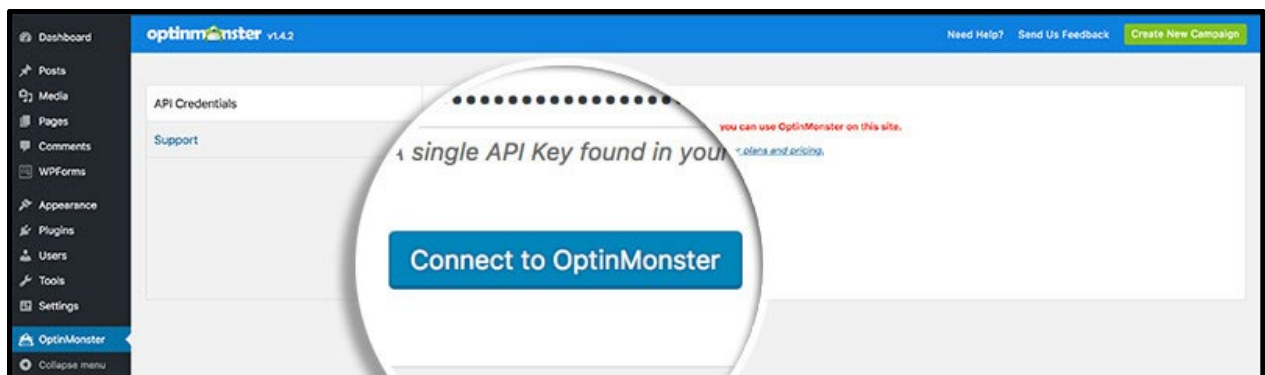 Dashboard
optinmonster v1.4.2
Need Help?
Send Us Feedback
Create New Campaign
Posts
Media
Pages
Comments
WPForms
Appearance
Plugins
Users
Tools
Settings
OptinMonster
Collapse menu
API Credentials
Support
you can use OptinMonster on this site.
plans and pricing.
single API Key found in your
Connect to OptinMonster